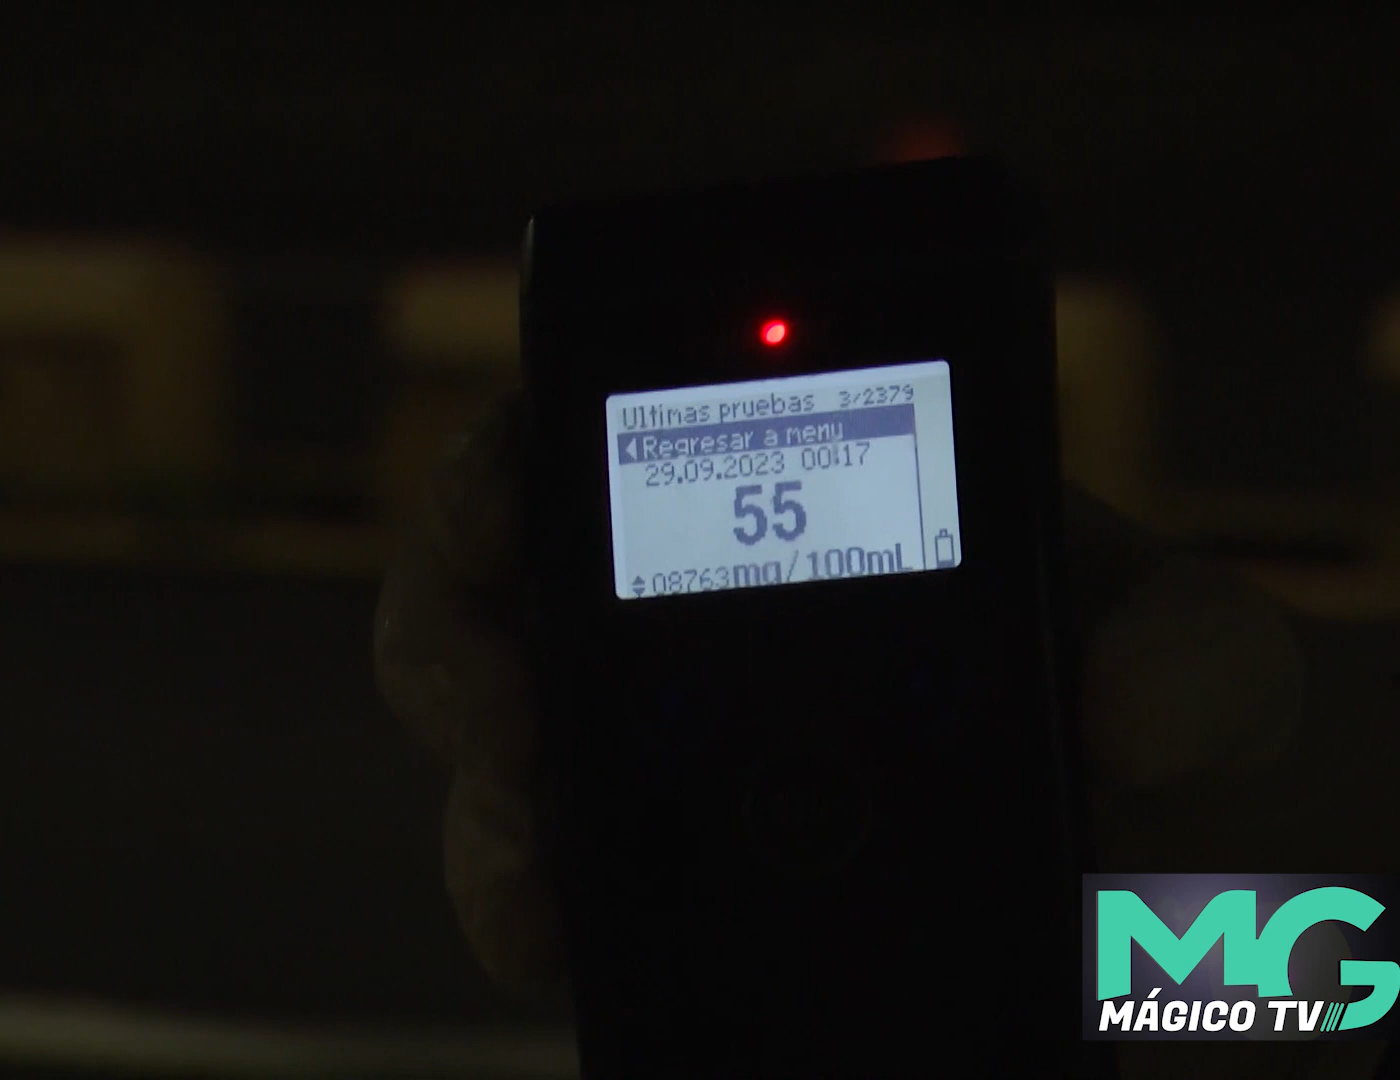 Ultimas pruebas 3/2379
Regresar a menu
29.09.2023 00:17
55
08763 mg/100mL
MG
MÁGICO TV